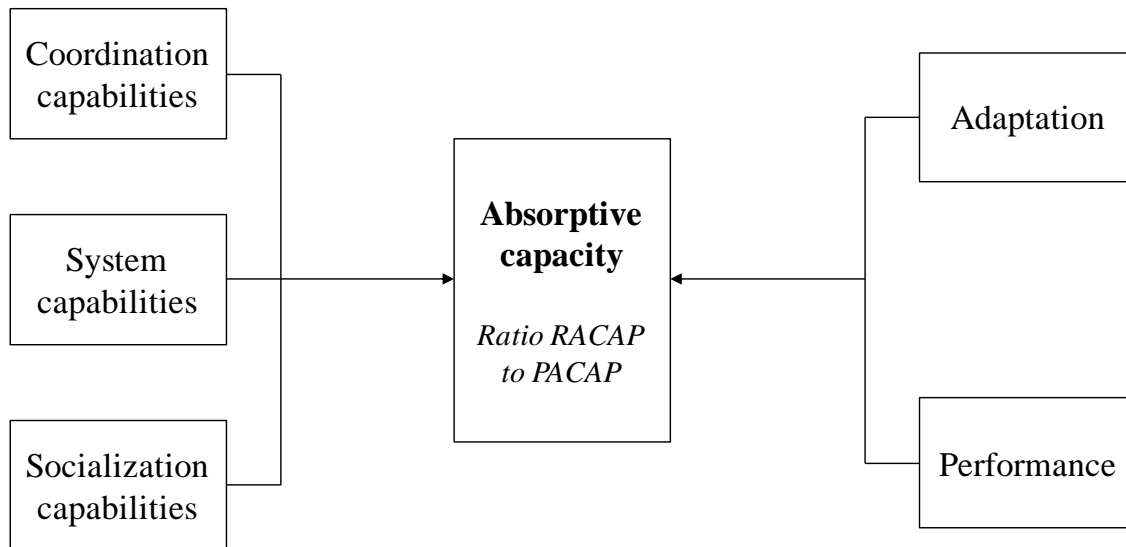 Coordination
capabilities
System
capabilities
Socialization
capabilities
Absorptive
capacity
Ratio RACAP
to PACAP
Adaptation
Performance